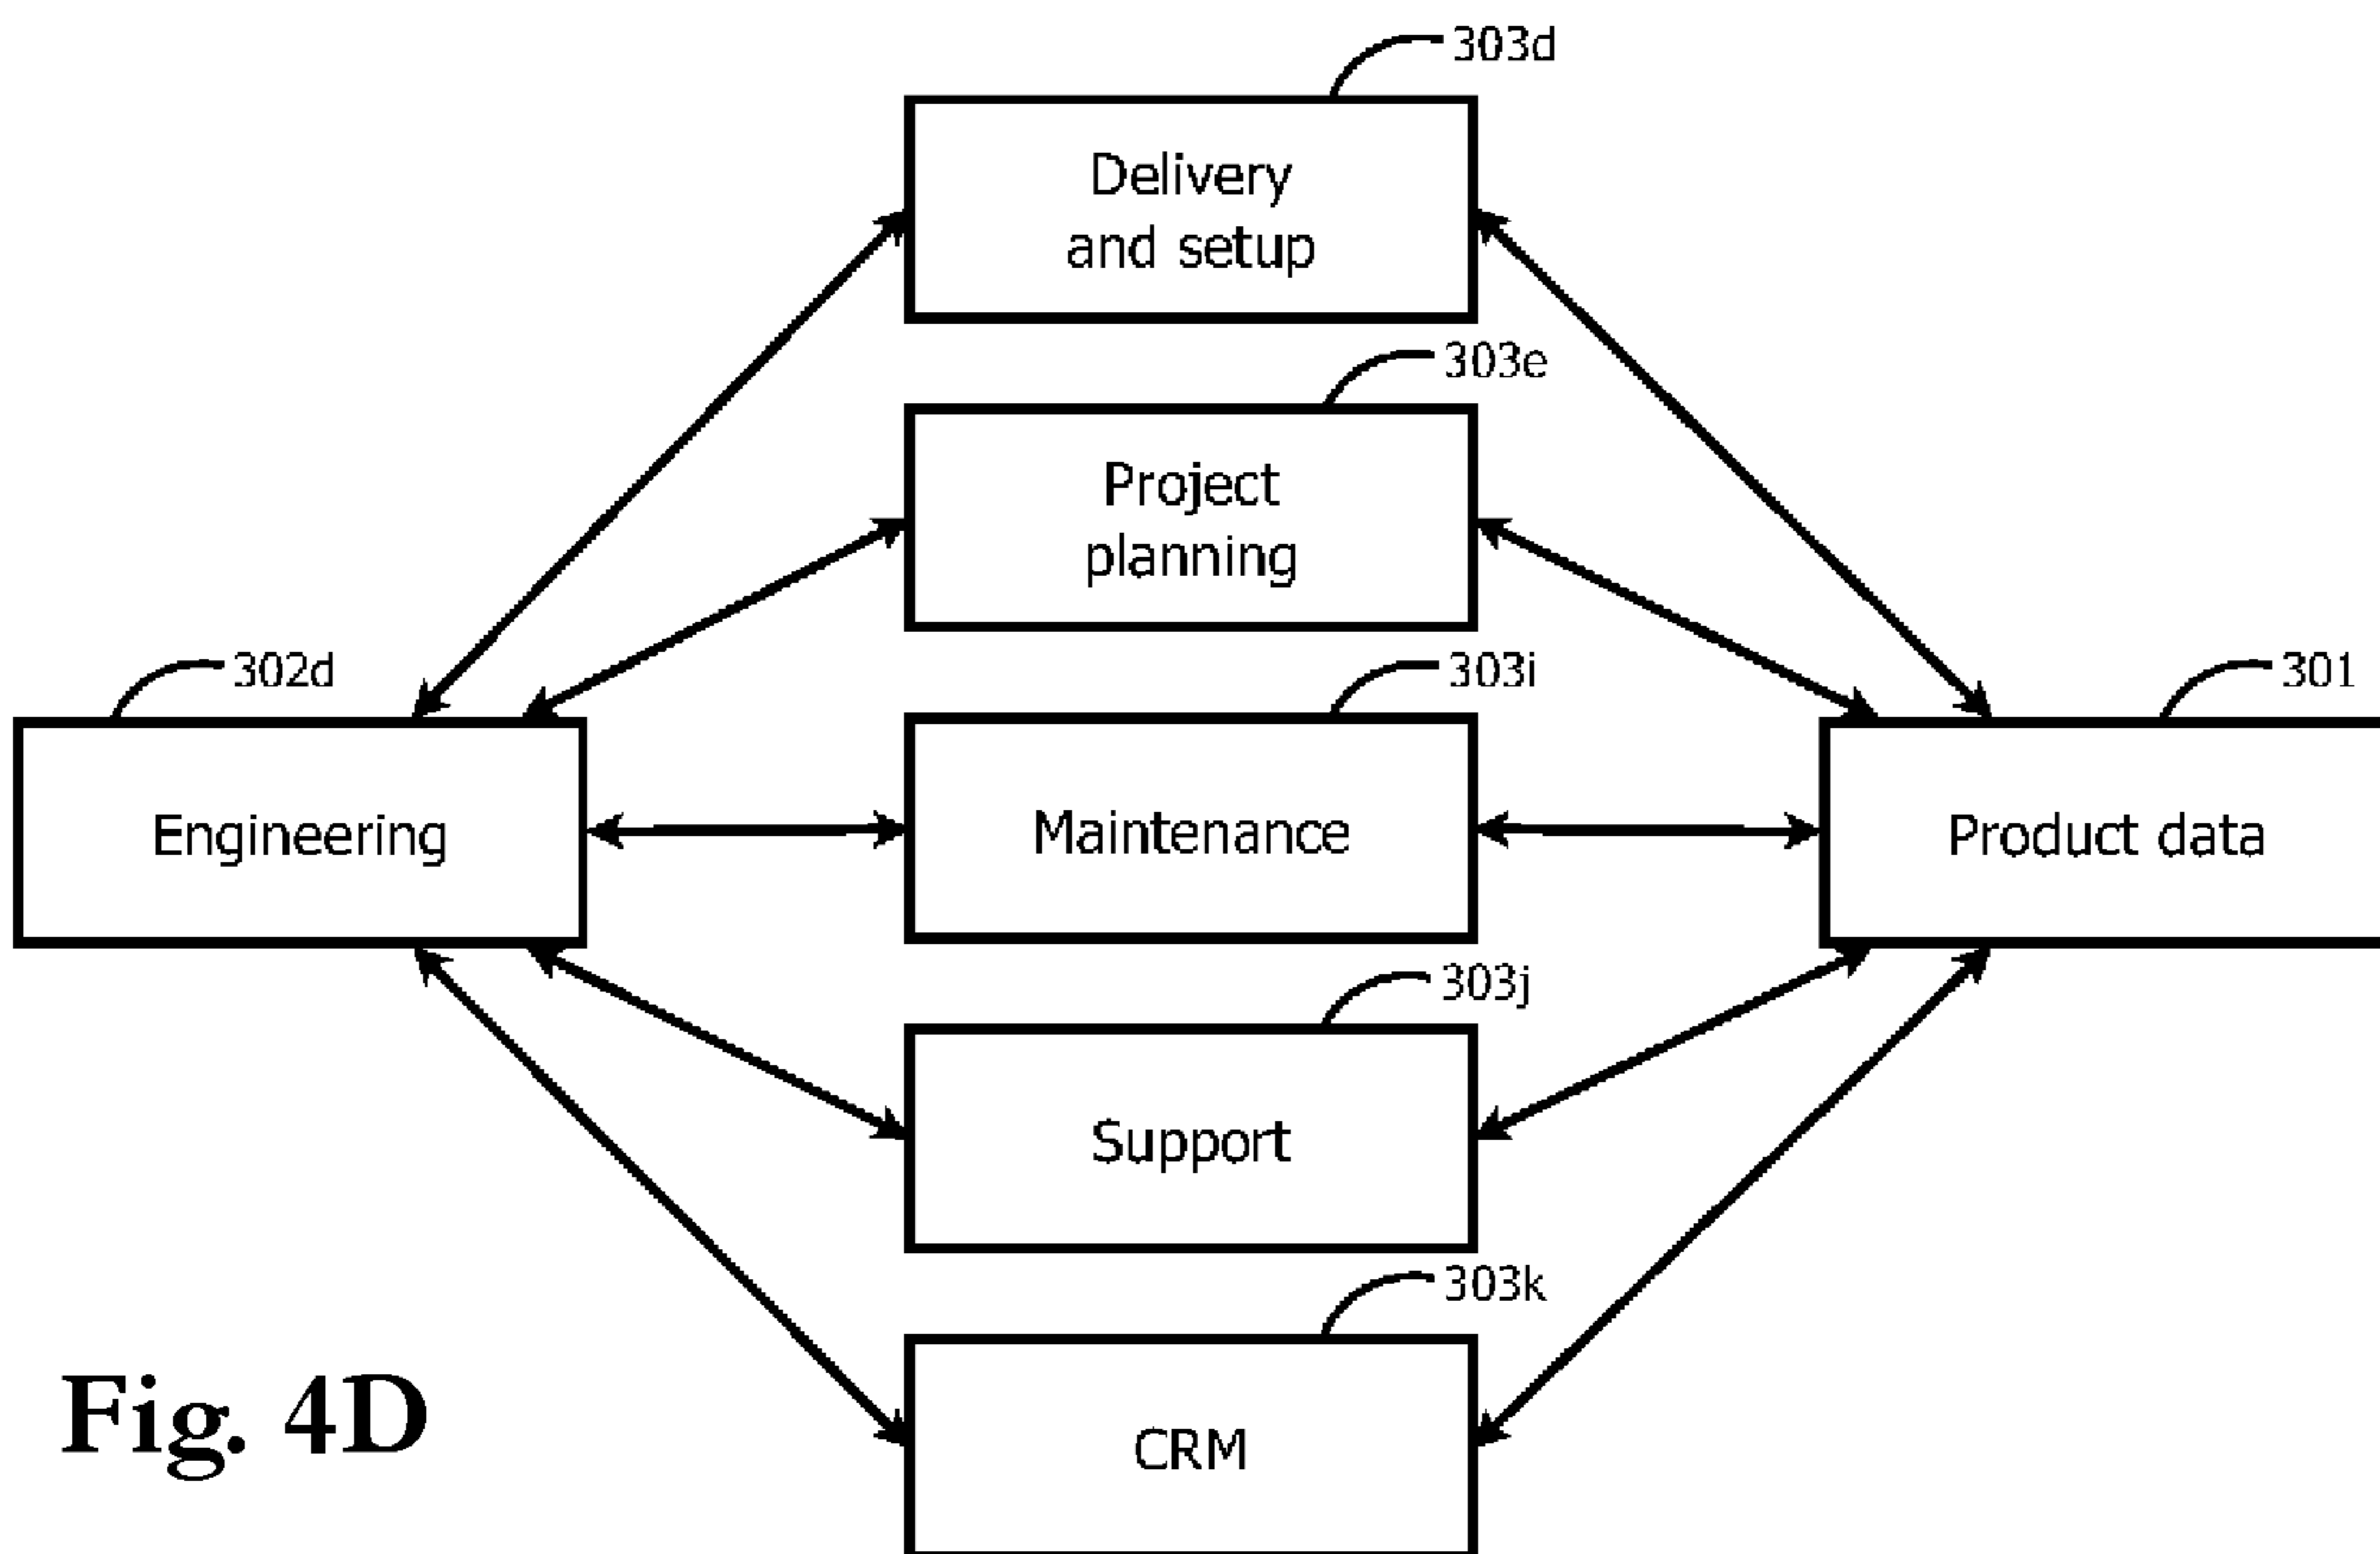 303d
Delivery
and setup
303e
Project
planning
302d
303i
301
Engineering
Maintenance
Product data
303j
Support
303k
CRM
Fig. 4D